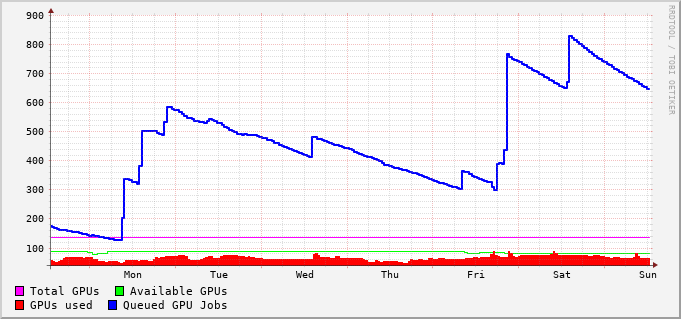 RRDTOOL / TOBI OETIKER
900
800
700
600
500
400
300
200
100
Mon Tue Wed Thu Fri Sat Sun
Total GPUs Available GPUs
GPUs used Queued GPU Jobs